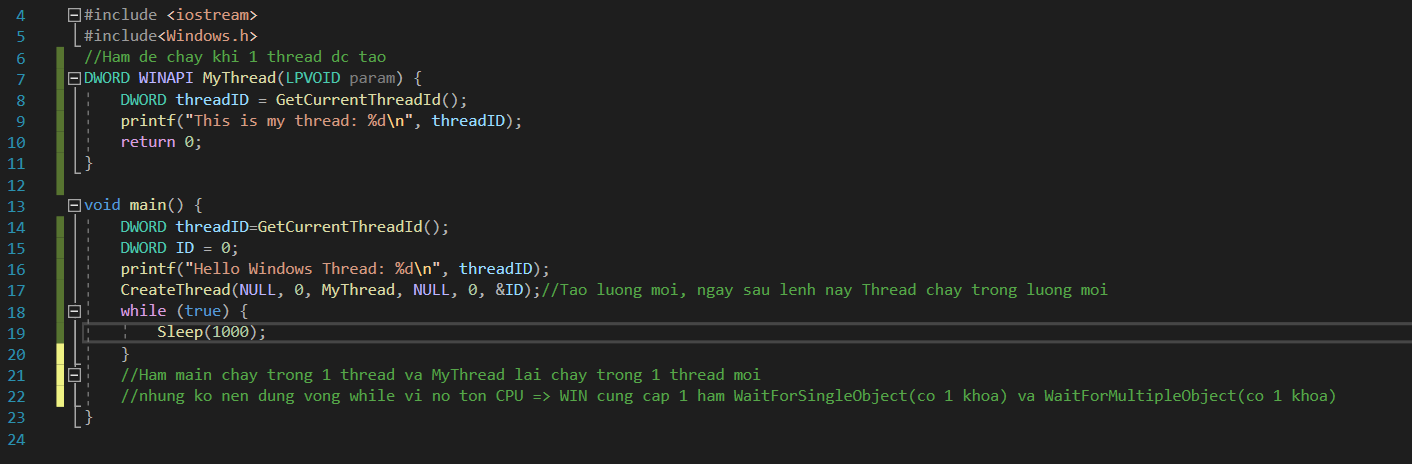 4 #include <iostream>
5 #include<Windows.h>
6 //Ham de chay khi 1 thread dc tao
7 DWORD WINAPI MyThread(LPVOID param) {
8 DWORD threadID = GetCurrentThreadId();
9 printf("This is my thread: %d\n", threadID);
10 return 0;
11 }
12
13 void main() {
14 DWORD threadID=GetCurrentThreadId();
15 DWORD ID = 0;
16 printf("Hello Windows Thread: %d\n", threadID);
17 CreateThread(NULL, 0, MyThread, NULL, 0, &ID);//Tao luong moi, ngay sau lenh nay Thread chay trong luong moi
18 while (true) {
19 Sleep(1000);
20 }
21 //Ham main chay trong 1 thread va MyThread lai chay trong 1 thread moi
22 //nhung ko nen dung vong while vi no ton CPU => WIN cung cap 1 ham WaitForSingleObject(co 1 khoa) va WaitForMultipleObject(co 1 khoa)
23 }
24